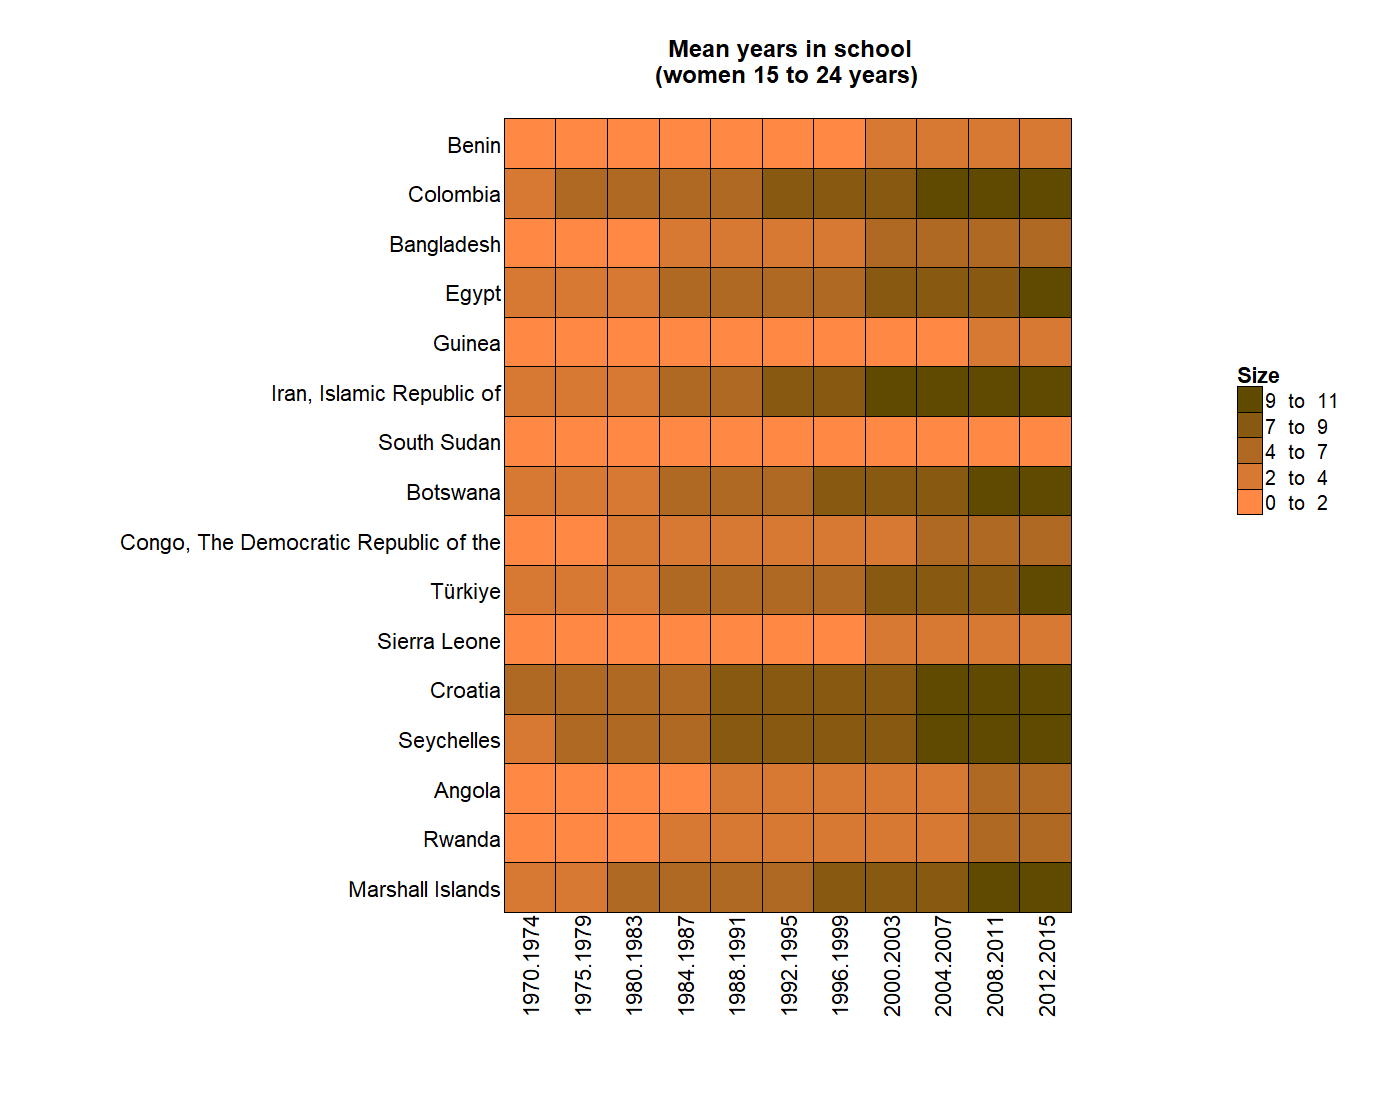 Mean years in school
(women 15 to 24 years)
Benin
Colombia
Bangladesh
Egypt
Guinea
Iran, Islamic Republic of
South Sudan
Botswana
Congo, The Democratic Republic of the
Türkiye
Sierra Leone
Croatia
Seychelles
Angola
Rwanda
Marshall Islands
1970.1974
1975.1979
1980.1983
1984.1987
1988.1991
1992.1995
1996.1999
2000.2003
2004.2007
2008.2011
2012.2015
Size
9 to 11
7 to 9
4 to 7
2 to 4
0 to 2